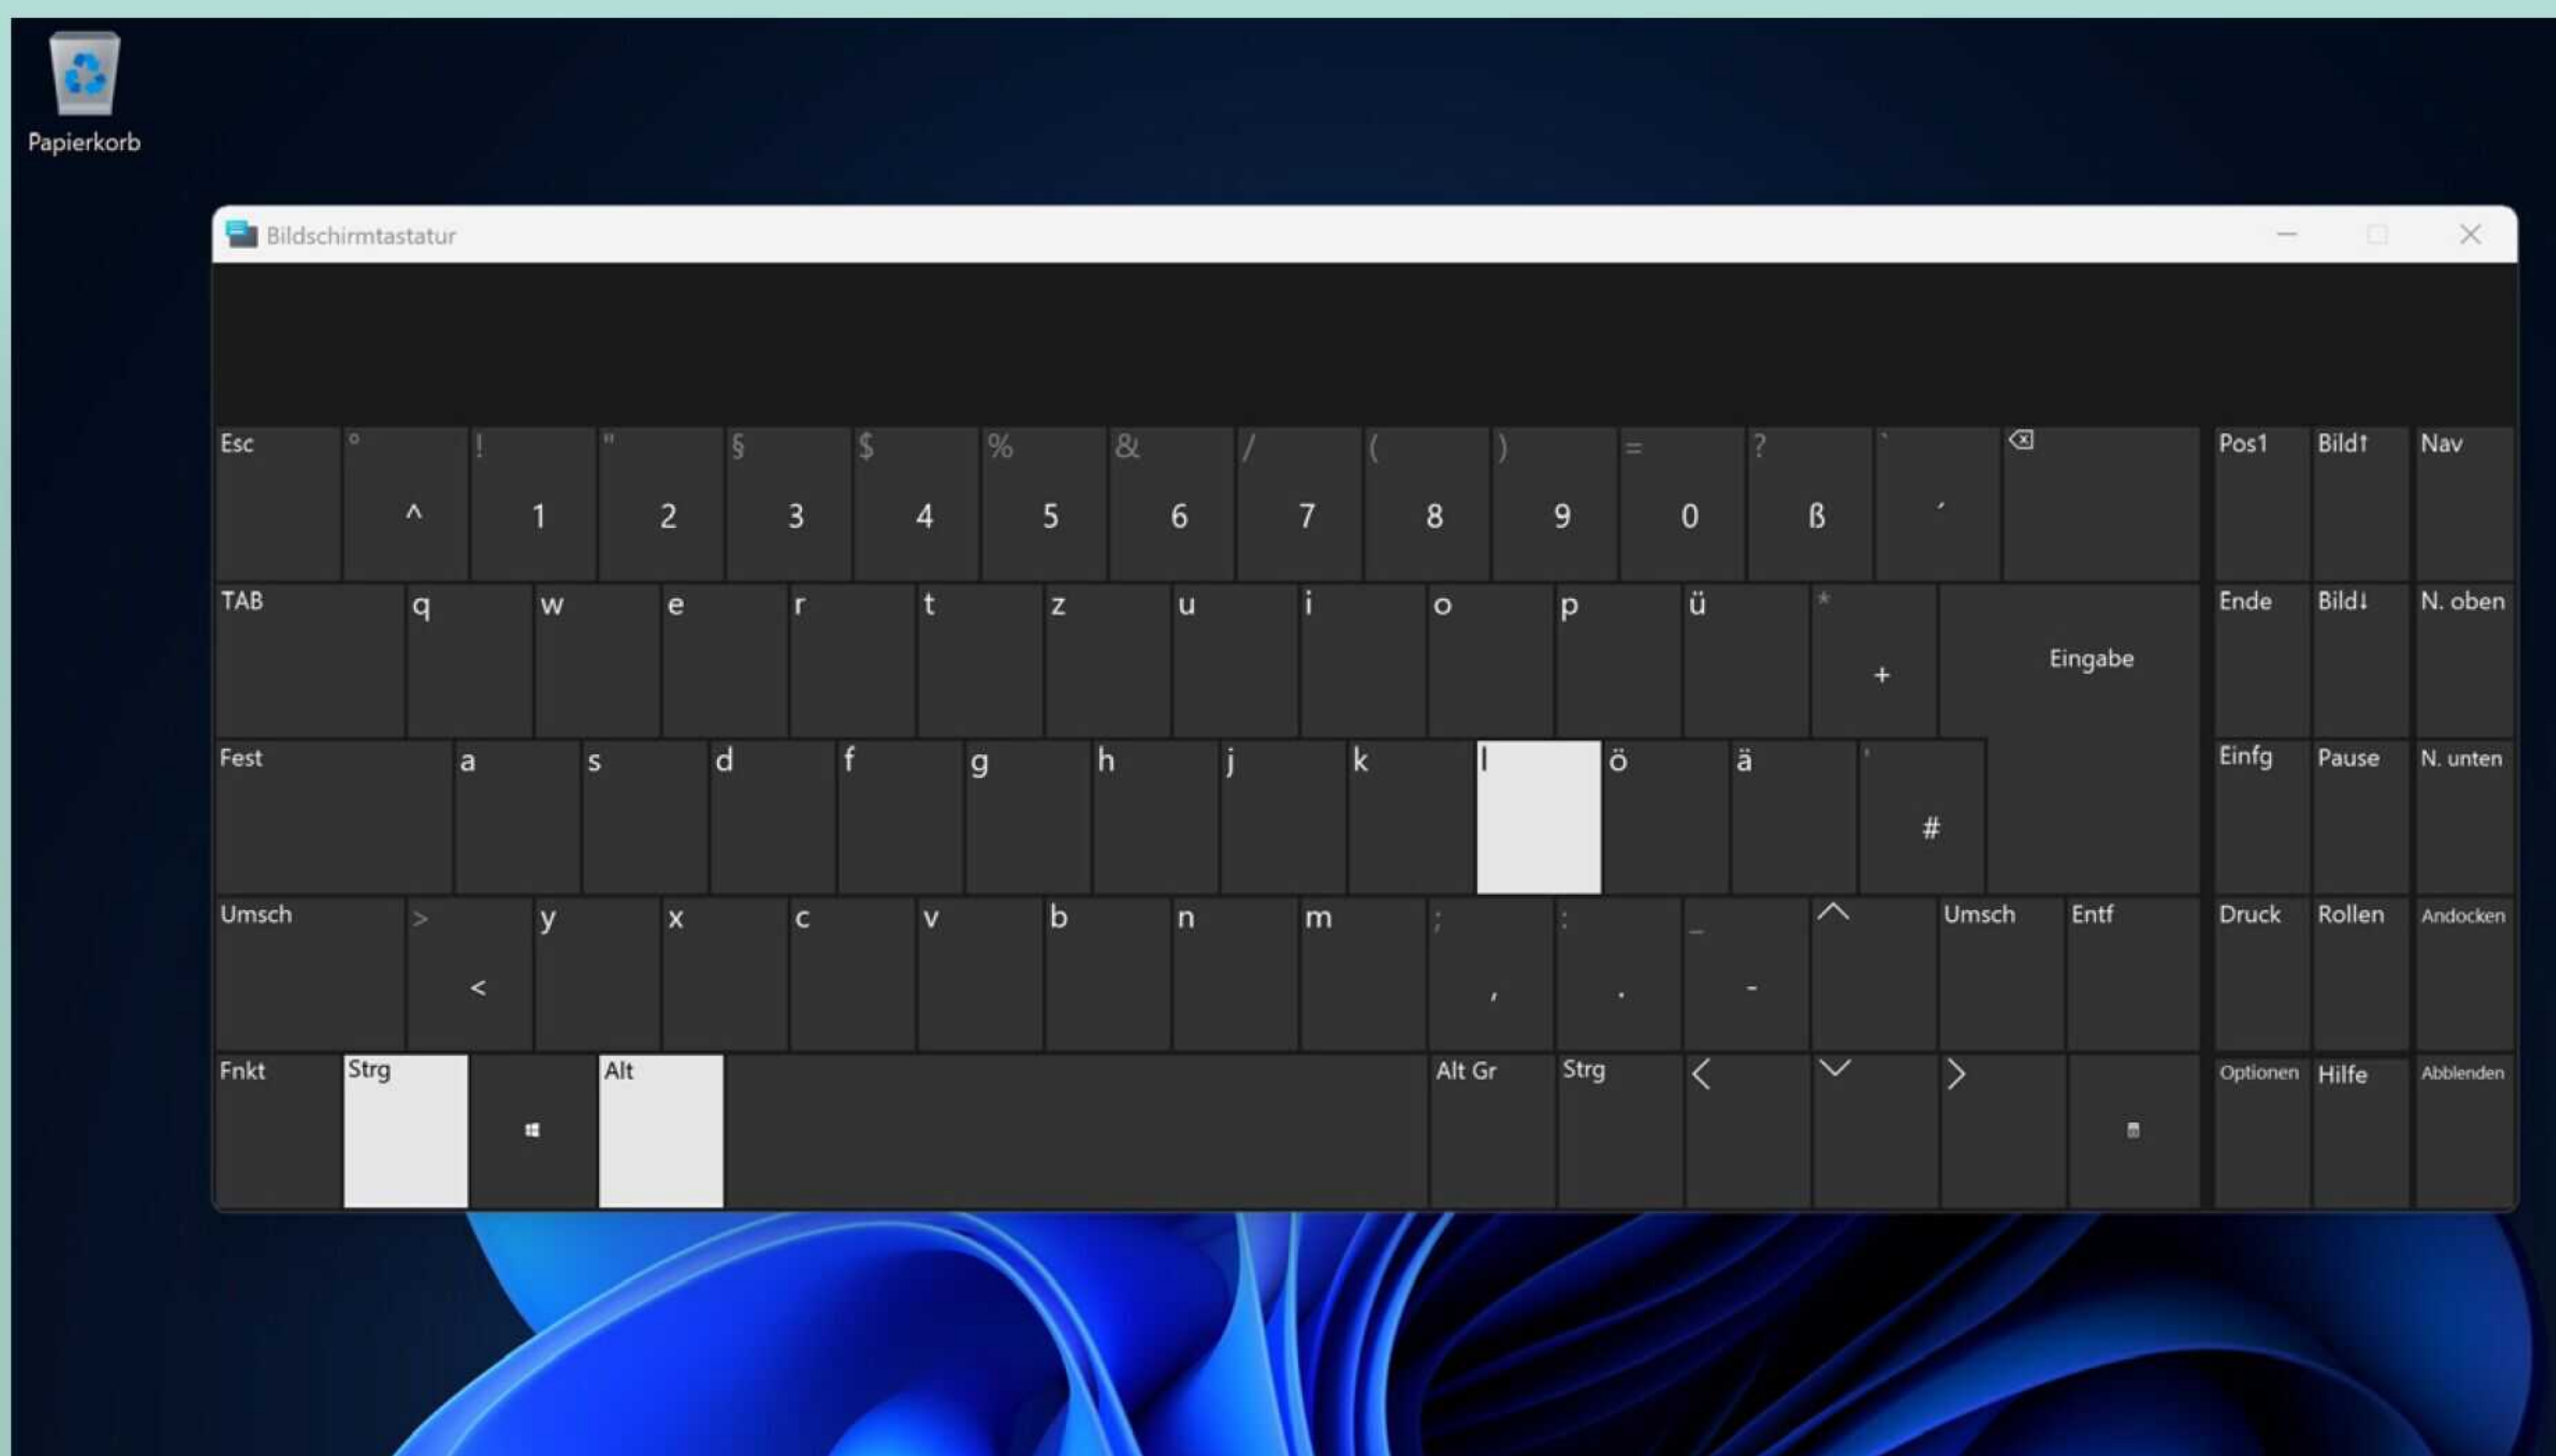 Papierkorb
Bildschirmtastatur
Esc ° ! " § $ % & / ( ) = ? ` Pos1 Bild↑ Nav
^ 1 2 3 4 5 6 7 8 9 0 ß ´
TAB q w e r t z u i o p ü * Eingabe Ende Bild↓ N. oben
+
Fest a s d f g h j k l ö ä ' Einfg Pause N. unten
#
Umsch > y x c v b n m ; : _ Umsch Entf Druck Rollen Andocken
< , . -
Fnkt Strg Alt Alt Gr Strg Optionen Hilfe Abblenden